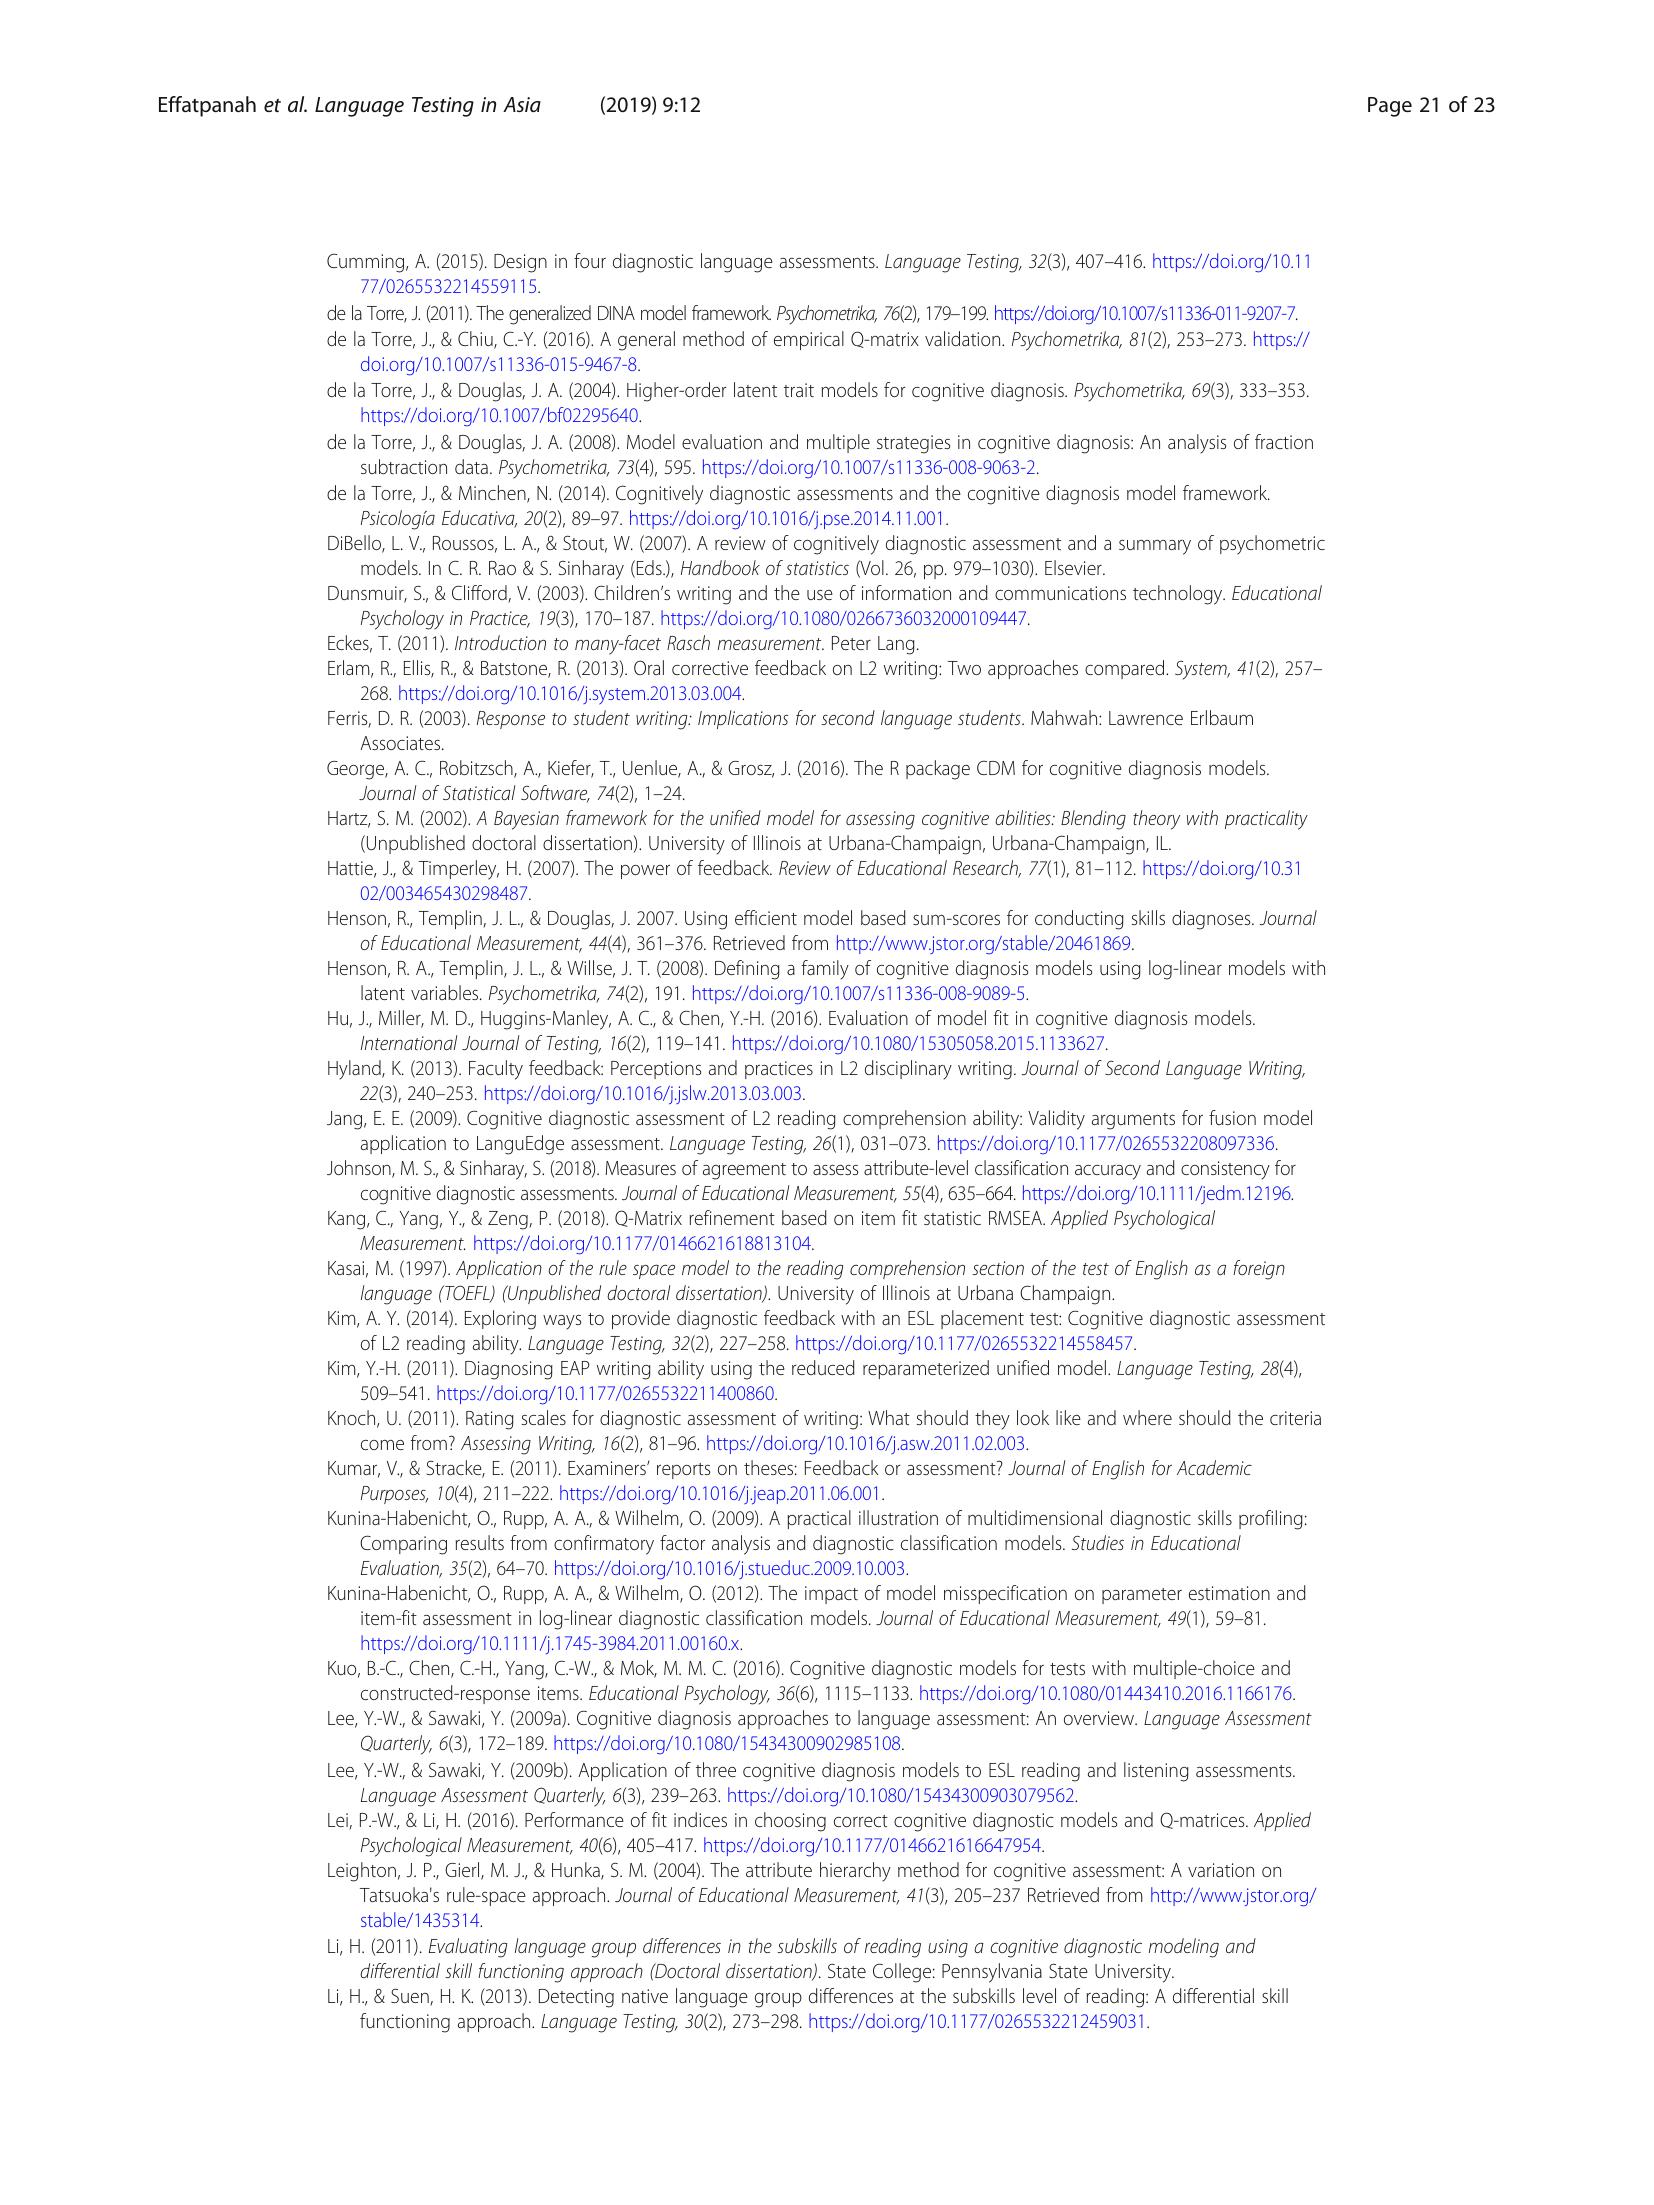 Effatpanah et al. Language Testing in Asia (2019) 9:12 Page 21 of 23
Cumming, A. (2015). Design in four diagnostic language assessments. Language Testing, 32(3), 407–416. https://doi.org/10.11
77/0265532214559115.
de la Torre, J. (2011). The generalized DINA model framework. Psychometrika, 76(2), 179–199. https://doi.org/10.1007/s11336-011-9207-7.
de la Torre, J., & Chiu, C.-Y. (2016). A general method of empirical Q-matrix validation. Psychometrika, 81(2), 253–273. https://
doi.org/10.1007/s11336-015-9467-8.
de la Torre, J., & Douglas, J. A. (2004). Higher-order latent trait models for cognitive diagnosis. Psychometrika, 69(3), 333–353.
https://doi.org/10.1007/bf02295640.
de la Torre, J., & Douglas, J. A. (2008). Model evaluation and multiple strategies in cognitive diagnosis: An analysis of fraction
subtraction data. Psychometrika, 73(4), 595. https://doi.org/10.1007/s11336-008-9063-2.
de la Torre, J., & Minchen, N. (2014). Cognitively diagnostic assessments and the cognitive diagnosis model framework.
Psicología Educativa, 20(2), 89–97. https://doi.org/10.1016/j.pse.2014.11.001.
DiBello, L. V., Roussos, L. A., & Stout, W. (2007). A review of cognitively diagnostic assessment and a summary of psychometric
models. In C. R. Rao & S. Sinharay (Eds.), Handbook of statistics (Vol. 26, pp. 979–1030). Elsevier.
Dunsmuir, S., & Clifford, V. (2003). Children’s writing and the use of information and communications technology. Educational
Psychology in Practice, 19(3), 170–187. https://doi.org/10.1080/0266736032000109447.
Eckes, T. (2011). Introduction to many-facet Rasch measurement. Peter Lang.
Erlam, R., Ellis, R., & Batstone, R. (2013). Oral corrective feedback on L2 writing: Two approaches compared. System, 41(2), 257–
268. https://doi.org/10.1016/j.system.2013.03.004.
Ferris, D. R. (2003). Response to student writing: Implications for second language students. Mahwah: Lawrence Erlbaum
Associates.
George, A. C., Robitzsch, A., Kiefer, T., Uenlue, A., & Grosz, J. (2016). The R package CDM for cognitive diagnosis models.
Journal of Statistical Software, 74(2), 1–24.
Hartz, S. M. (2002). A Bayesian framework for the unified model for assessing cognitive abilities: Blending theory with practicality
(Unpublished doctoral dissertation). University of Illinois at Urbana-Champaign, Urbana-Champaign, IL.
Hattie, J., & Timperley, H. (2007). The power of feedback. Review of Educational Research, 77(1), 81–112. https://doi.org/10.31
02/003465430298487.
Henson, R., Templin, J. L., & Douglas, J. 2007. Using efficient model based sum-scores for conducting skills diagnoses. Journal
of Educational Measurement, 44(4), 361–376. Retrieved from http://www.jstor.org/stable/20461869.
Henson, R. A., Templin, J. L., & Willse, J. T. (2008). Defining a family of cognitive diagnosis models using log-linear models with
latent variables. Psychometrika, 74(2), 191. https://doi.org/10.1007/s11336-008-9089-5.
Hu, J., Miller, M. D., Huggins-Manley, A. C., & Chen, Y.-H. (2016). Evaluation of model fit in cognitive diagnosis models.
International Journal of Testing, 16(2), 119–141. https://doi.org/10.1080/15305058.2015.1133627.
Hyland, K. (2013). Faculty feedback: Perceptions and practices in L2 disciplinary writing. Journal of Second Language Writing,
22(3), 240–253. https://doi.org/10.1016/j.jslw.2013.03.003.
Jang, E. E. (2009). Cognitive diagnostic assessment of L2 reading comprehension ability: Validity arguments for fusion model
application to LanguEdge assessment. Language Testing, 26(1), 031–073. https://doi.org/10.1177/0265532208097336.
Johnson, M. S., & Sinharay, S. (2018). Measures of agreement to assess attribute-level classification accuracy and consistency for
cognitive diagnostic assessments. Journal of Educational Measurement, 55(4), 635–664. https://doi.org/10.1111/jedm.12196.
Kang, C., Yang, Y., & Zeng, P. (2018). Q-Matrix refinement based on item fit statistic RMSEA. Applied Psychological
Measurement. https://doi.org/10.1177/0146621618813104.
Kasai, M. (1997). Application of the rule space model to the reading comprehension section of the test of English as a foreign
language (TOEFL) (Unpublished doctoral dissertation). University of Illinois at Urbana Champaign.
Kim, A. Y. (2014). Exploring ways to provide diagnostic feedback with an ESL placement test: Cognitive diagnostic assessment
of L2 reading ability. Language Testing, 32(2), 227–258. https://doi.org/10.1177/0265532214558457.
Kim, Y.-H. (2011). Diagnosing EAP writing ability using the reduced reparameterized unified model. Language Testing, 28(4),
509–541. https://doi.org/10.1177/0265532211400860.
Knoch, U. (2011). Rating scales for diagnostic assessment of writing: What should they look like and where should the criteria
come from? Assessing Writing, 16(2), 81–96. https://doi.org/10.1016/j.asw.2011.02.003.
Kumar, V., & Stracke, E. (2011). Examiners’ reports on theses: Feedback or assessment? Journal of English for Academic
Purposes, 10(4), 211–222. https://doi.org/10.1016/j.jeap.2011.06.001.
Kunina-Habenicht, O., Rupp, A. A., & Wilhelm, O. (2009). A practical illustration of multidimensional diagnostic skills profiling:
Comparing results from confirmatory factor analysis and diagnostic classification models. Studies in Educational
Evaluation, 35(2), 64–70. https://doi.org/10.1016/j.stueduc.2009.10.003.
Kunina-Habenicht, O., Rupp, A. A., & Wilhelm, O. (2012). The impact of model misspecification on parameter estimation and
item-fit assessment in log-linear diagnostic classification models. Journal of Educational Measurement, 49(1), 59–81.
https://doi.org/10.1111/j.1745-3984.2011.00160.x.
Kuo, B.-C., Chen, C.-H., Yang, C.-W., & Mok, M. M. C. (2016). Cognitive diagnostic models for tests with multiple-choice and
constructed-response items. Educational Psychology, 36(6), 1115–1133. https://doi.org/10.1080/01443410.2016.1166176.
Lee, Y.-W., & Sawaki, Y. (2009a). Cognitive diagnosis approaches to language assessment: An overview. Language Assessment
Quarterly, 6(3), 172–189. https://doi.org/10.1080/15434300902985108.
Lee, Y.-W., & Sawaki, Y. (2009b). Application of three cognitive diagnosis models to ESL reading and listening assessments.
Language Assessment Quarterly, 6(3), 239–263. https://doi.org/10.1080/15434300903079562.
Lei, P.-W., & Li, H. (2016). Performance of fit indices in choosing correct cognitive diagnostic models and Q-matrices. Applied
Psychological Measurement, 40(6), 405–417. https://doi.org/10.1177/0146621616647954.
Leighton, J. P., Gierl, M. J., & Hunka, S. M. (2004). The attribute hierarchy method for cognitive assessment: A variation on
Tatsuoka's rule-space approach. Journal of Educational Measurement, 41(3), 205–237 Retrieved from http://www.jstor.org/
stable/1435314.
Li, H. (2011). Evaluating language group differences in the subskills of reading using a cognitive diagnostic modeling and
differential skill functioning approach (Doctoral dissertation). State College: Pennsylvania State University.
Li, H., & Suen, H. K. (2013). Detecting native language group differences at the subskills level of reading: A differential skill
functioning approach. Language Testing, 30(2), 273–298. https://doi.org/10.1177/0265532212459031.